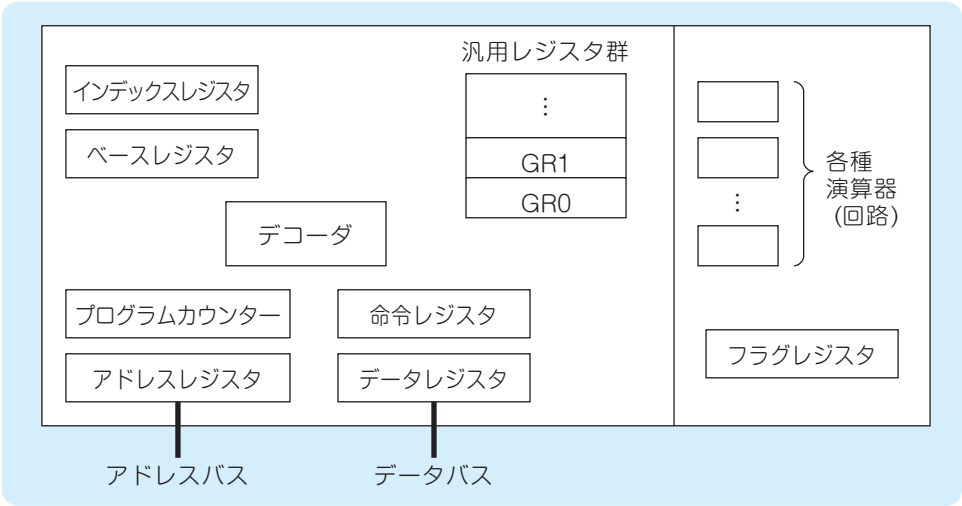 汎用レジスタ群
インデックスレジスタ
⋮
ベースレジスタ
GR1
GR0
デコーダ
プログラムカウンター
命令レジスタ
アドレスレジスタ
データレジスタ
アドレスバス
データバス
⋮
各種
演算器
(回路)
フラグレジスタ